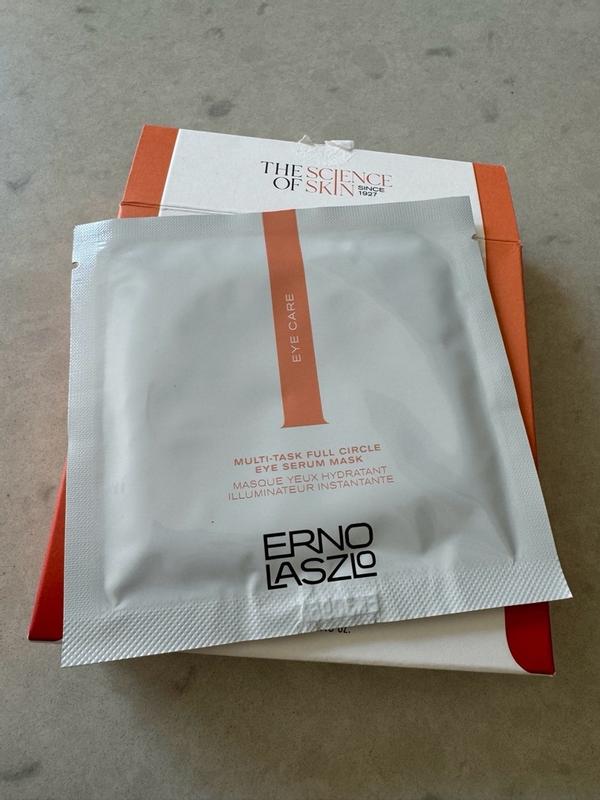 THE SCIENCE
OF SKIN SINCE
1927
EYE CARE
MULTI-TASK FULL CIRCLE
EYE SERUM MASK
MASQUE YEUX HYDRATANT
ILLUMINATEUR INSTANTANTE
ERNO
LASZLO
OZ.